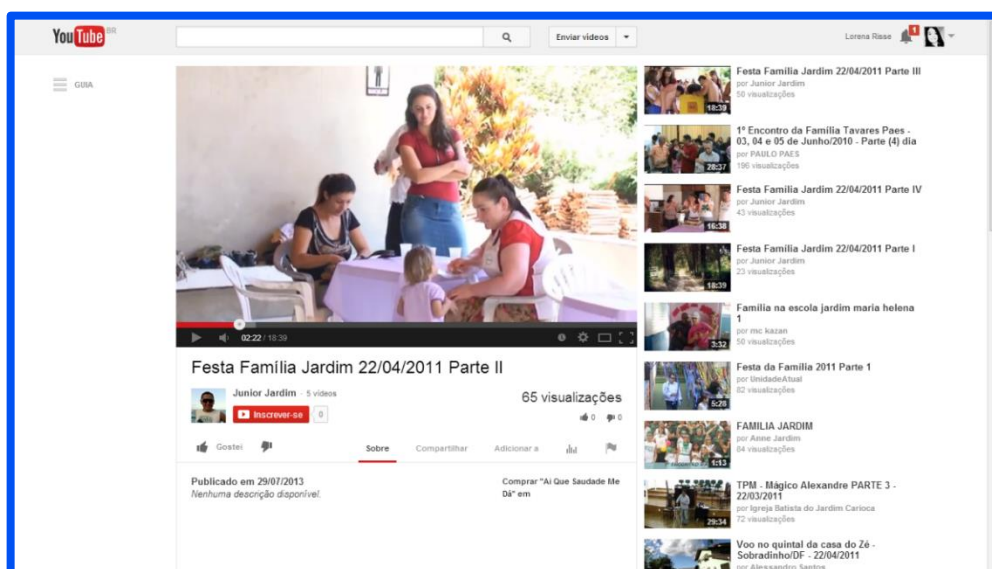 YouTube BR
Enviar vídeos
Lorena Risse
1
GUIA
02:22 / 18:39
Festa Família Jardim 22/04/2011 Parte II
Junior Jardim · 5 vídeos
Inscrever-se 0
65 visualizações
0 0
Gostei
Sobre
Compartilhar
Adicionar a
Publicado em 29/07/2013
Nenhuma descrição disponível.
Comprar "Ai Que Saudade Me
Dá" em
Festa Família Jardim 22/04/2011 Parte III
por Junior Jardim
50 visualizações
18:39
1º Encontro da Família Tavares Paes -
03, 04 e 05 de Junho/2010 - Parte (4) dia
por PAULO PAES
196 visualizações
28:37
Festa Família Jardim 22/04/2011 Parte IV
por Junior Jardim
43 visualizações
16:38
Festa Família Jardim 22/04/2011 Parte I
por Junior Jardim
23 visualizações
18:39
Família na escola jardim maria helena
1
por mc kazan
50 visualizações
3:32
Festa da Família 2011 Parte 1
por UnidadeAtual
82 visualizações
5:25
FAMILIA JARDIM
por Anne Jardim
84 visualizações
1:13
TPM - Mágico Alexandre PARTE 3 -
22/03/2011
por Igreja Batista do Jardim Carioca
72 visualizações
29:34
Voo no quintal da casa do Zé -
Sobradinho/DF - 22/04/2011
por Alessandro Santos